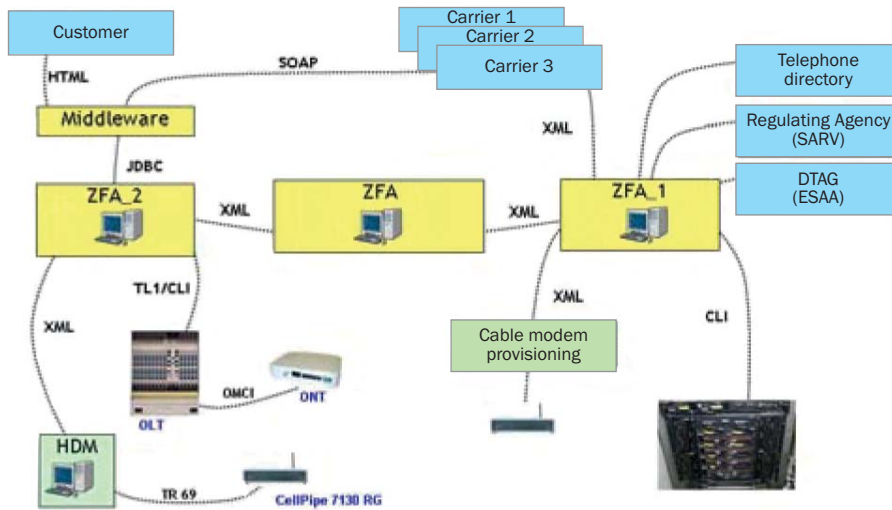 Customer
Carrier 1
Carrier 2
Carrier 3
Telephone
directory
SOAP
HTML
Middleware
XML
Regulating Agency
(SARV)
JDBC
ZFA_2
ZFA
ZFA_1
DTAG
(ESAA)
XML
XML
TL1/CLI
XML
XML
CLI
Cable modem
provisioning
OMCI
ONT
OLT
HDM
TR 69
CellPipe 7130 RG